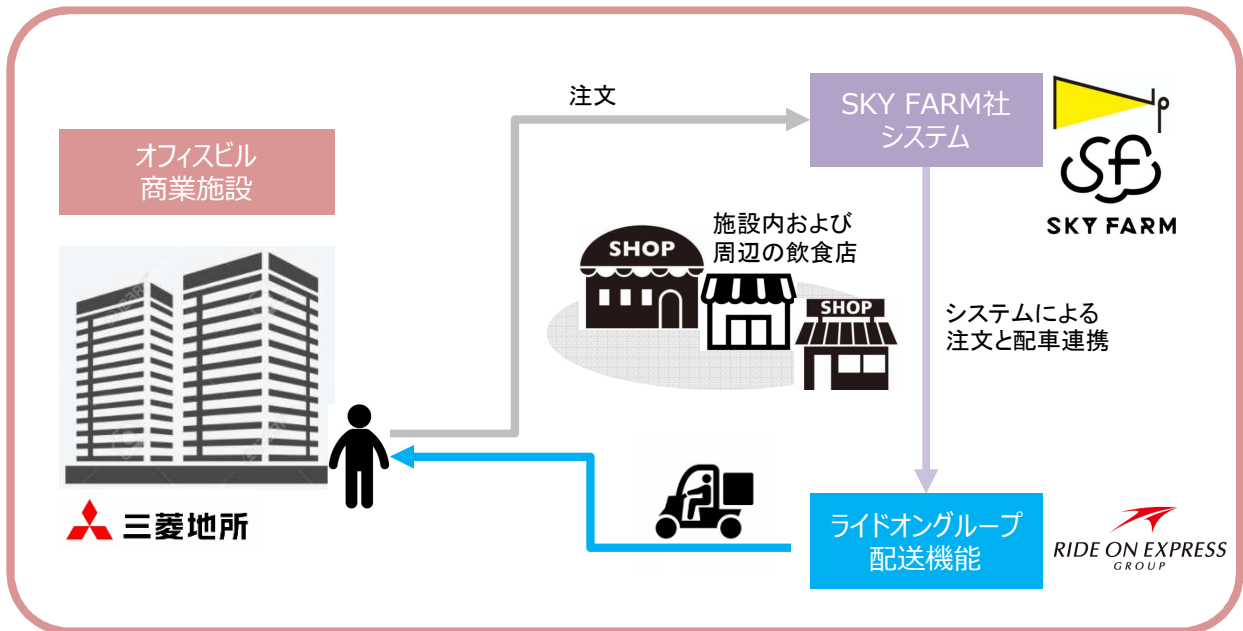 注文
SKY FARM社
システム
SKY FARM
オフィスビル
商業施設
施設内および
周辺の飲食店
SHOP
SHOP
システムによる
注文と配車連携
三菱地所
ライドオングループ
配送機能
RIDE ON EXPRESS
GROUP